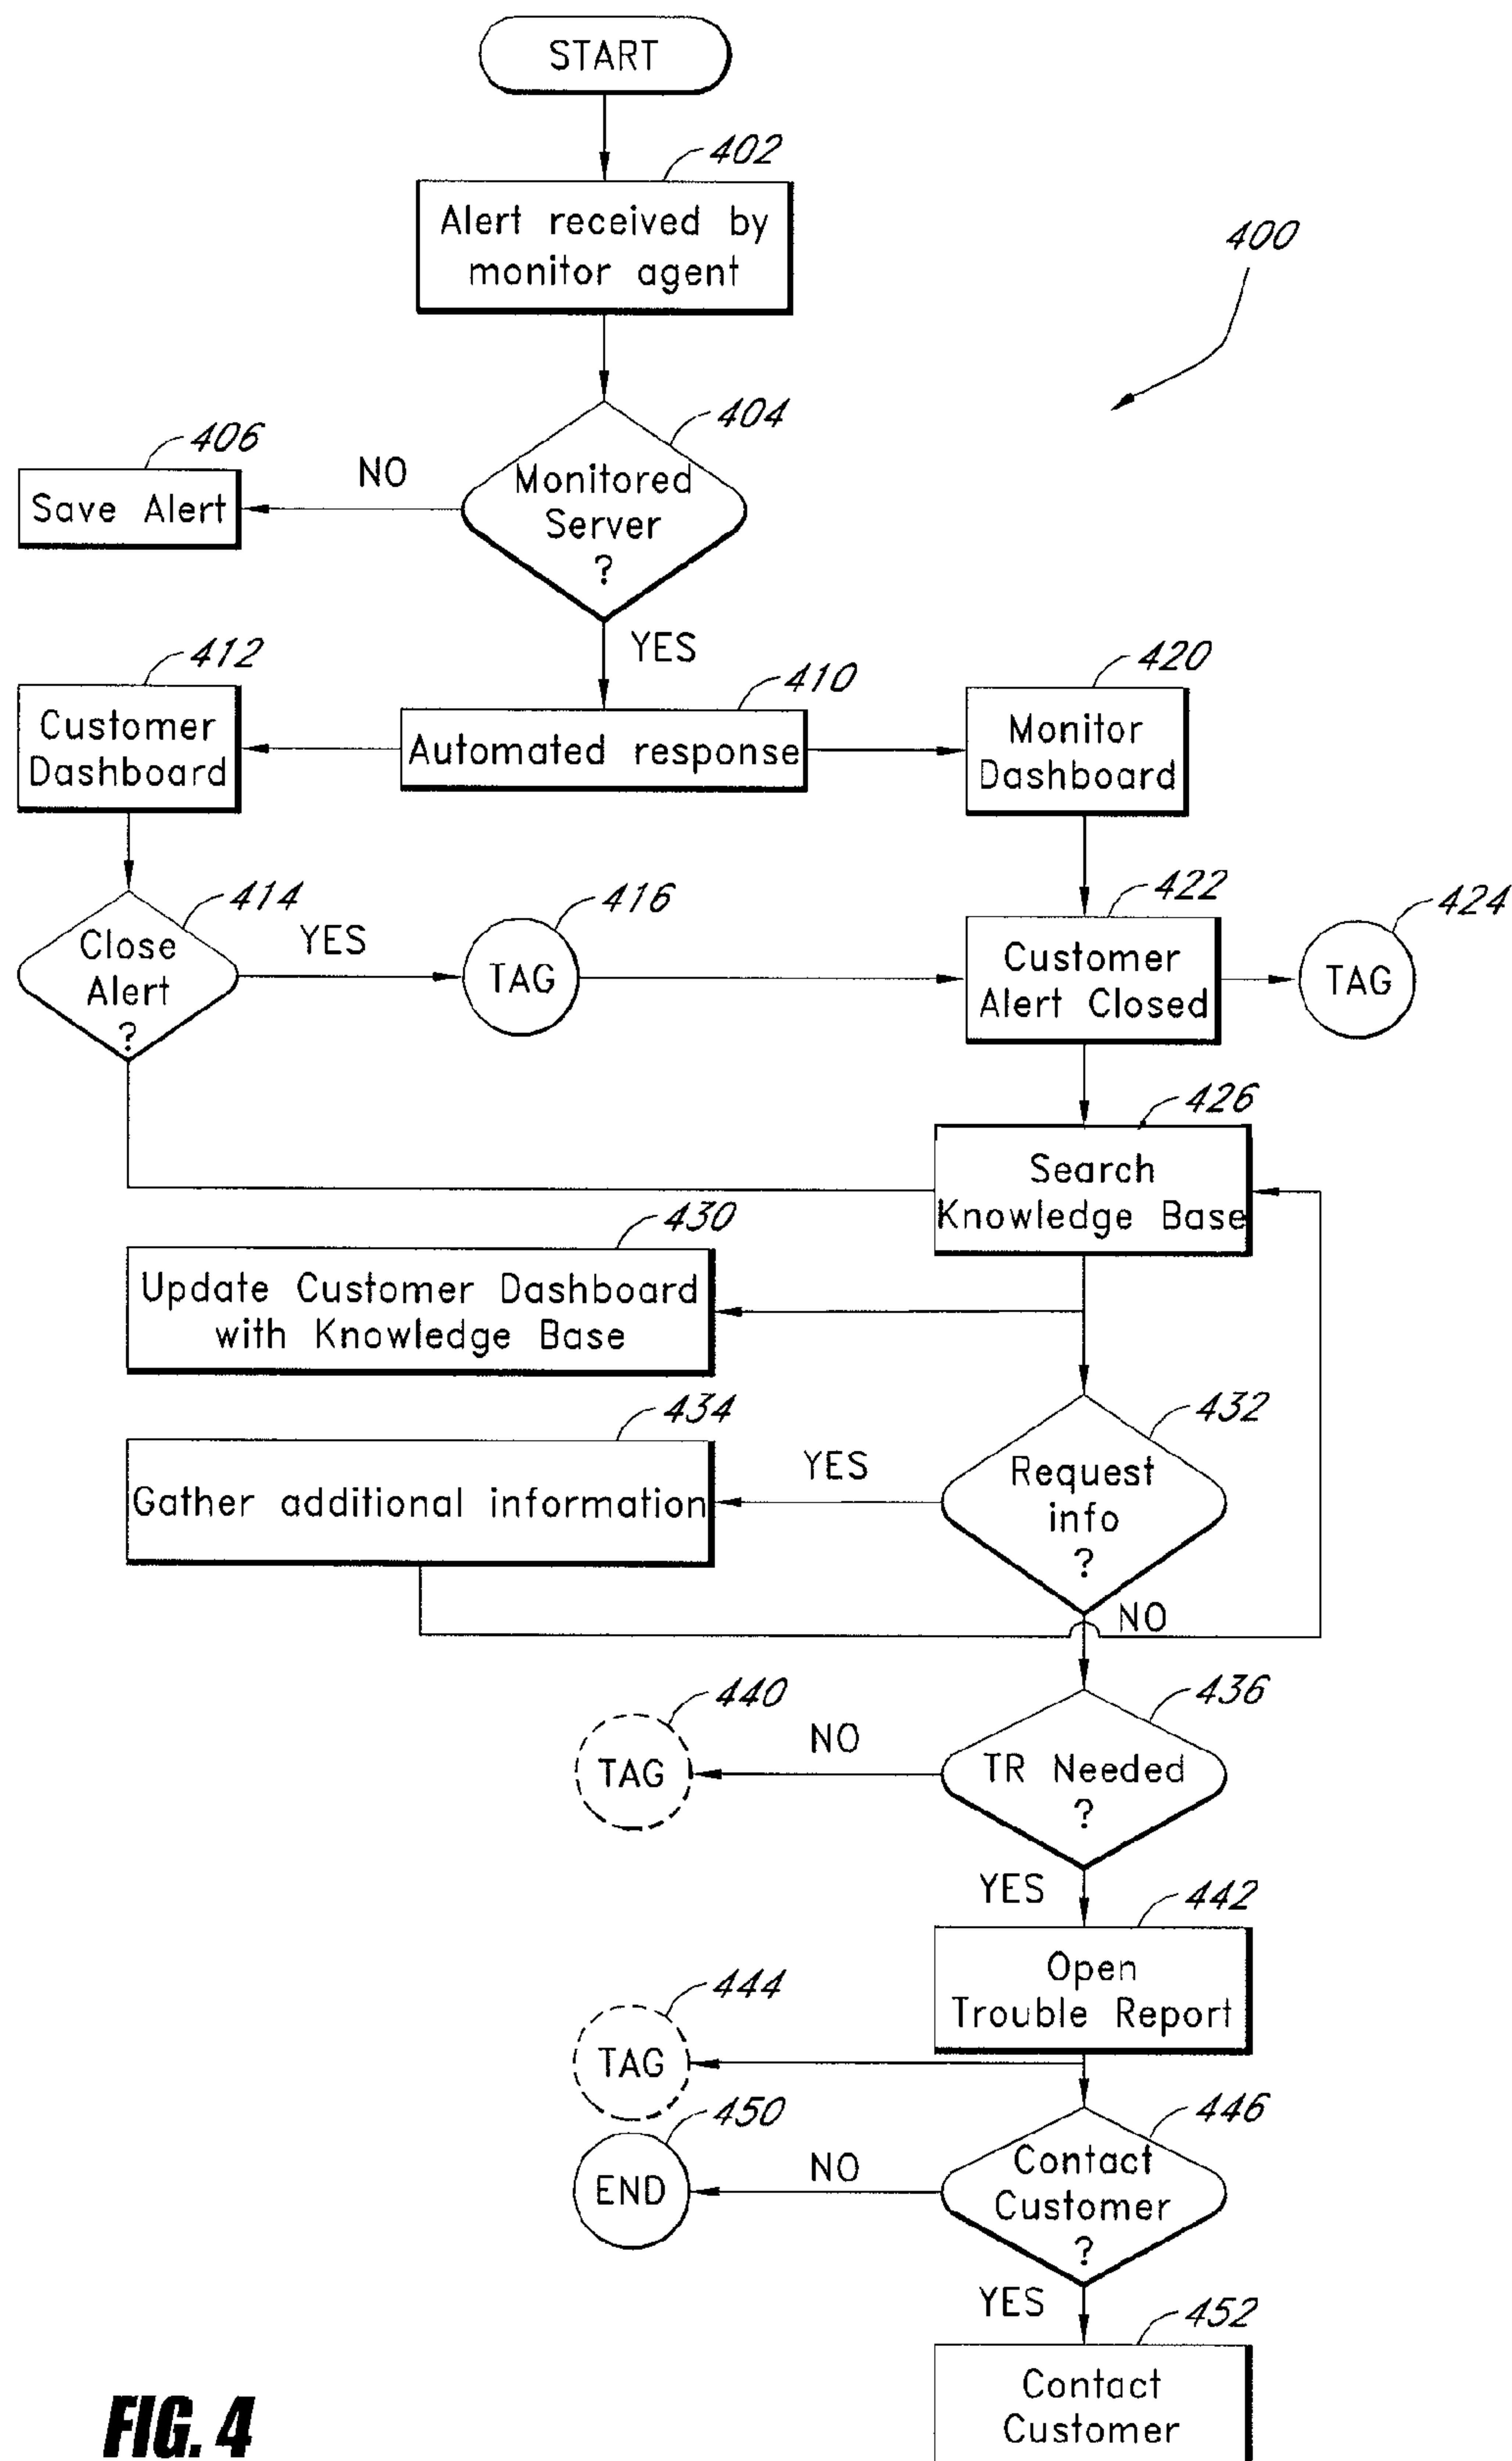 START
402
Alert received by
monitor agent
400
404
Monitored
Server
?
NO
406
Save Alert
YES
410
Automated response
412
Customer
Dashboard
420
Monitor
Dashboard
414
Close
Alert
?
YES
416
TAG
422
Customer
Alert Closed
424
TAG
426
Search
Knowledge Base
430
Update Customer Dashboard
with Knowledge Base
432
Request
info
?
YES
434
Gather additional information
NO
436
TR Needed
?
NO
440
TAG
YES
442
Open
Trouble Report
444
TAG
446
Contact
Customer
?
NO
450
END
YES
452
Contact
Customer
FIG. 4